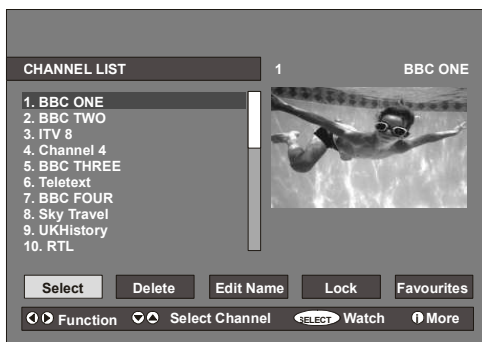 CHANNEL LIST
1 BBC ONE
1. BBC ONE
2. BBC TWO
3. ITV 8
4. Channel 4
5. BBC THREE
6. Teletext
7. BBC FOUR
8. Sky Travel
9. UKHistory
10. RTL
Select Delete Edit Name Lock Favourites
Function Select Channel SELECT Watch i More